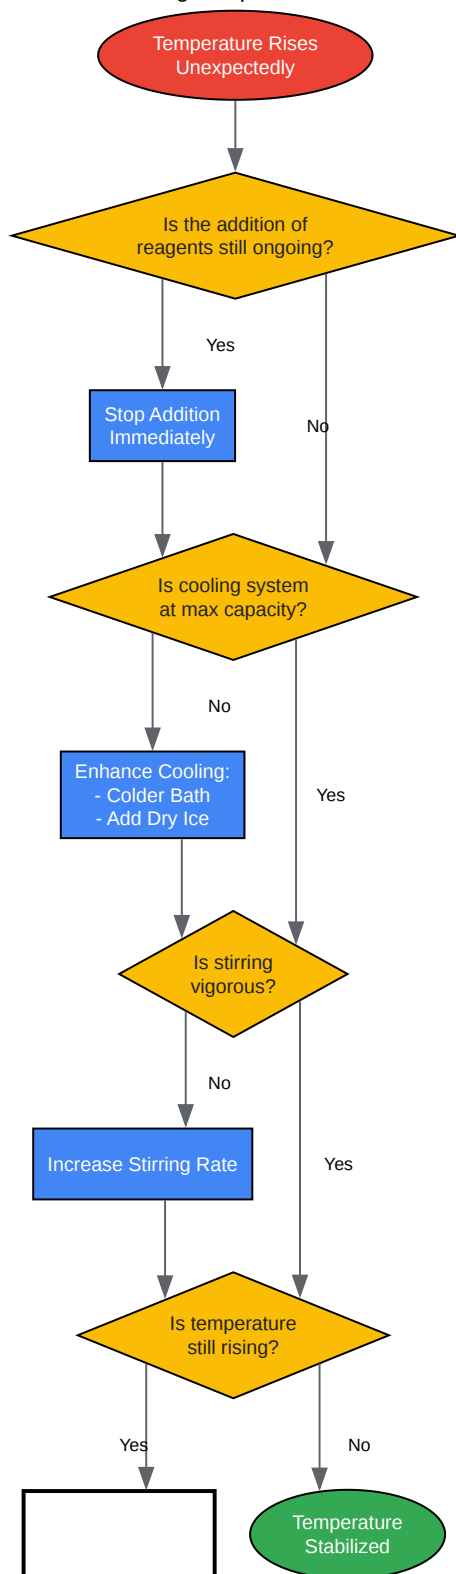 Temperature Rises
Unexpectedly
Is the addition of
reagents still ongoing?
Yes
Stop Addition
Immediately
No
Is cooling system
at max capacity?
No
Enhance Cooling:
- Colder Bath
- Add Dry Ice
Yes
Is stirring
vigorous?
No
Increase Stirring Rate
Yes
Is temperature
still rising?
Yes
No
Temperature
Stabilized